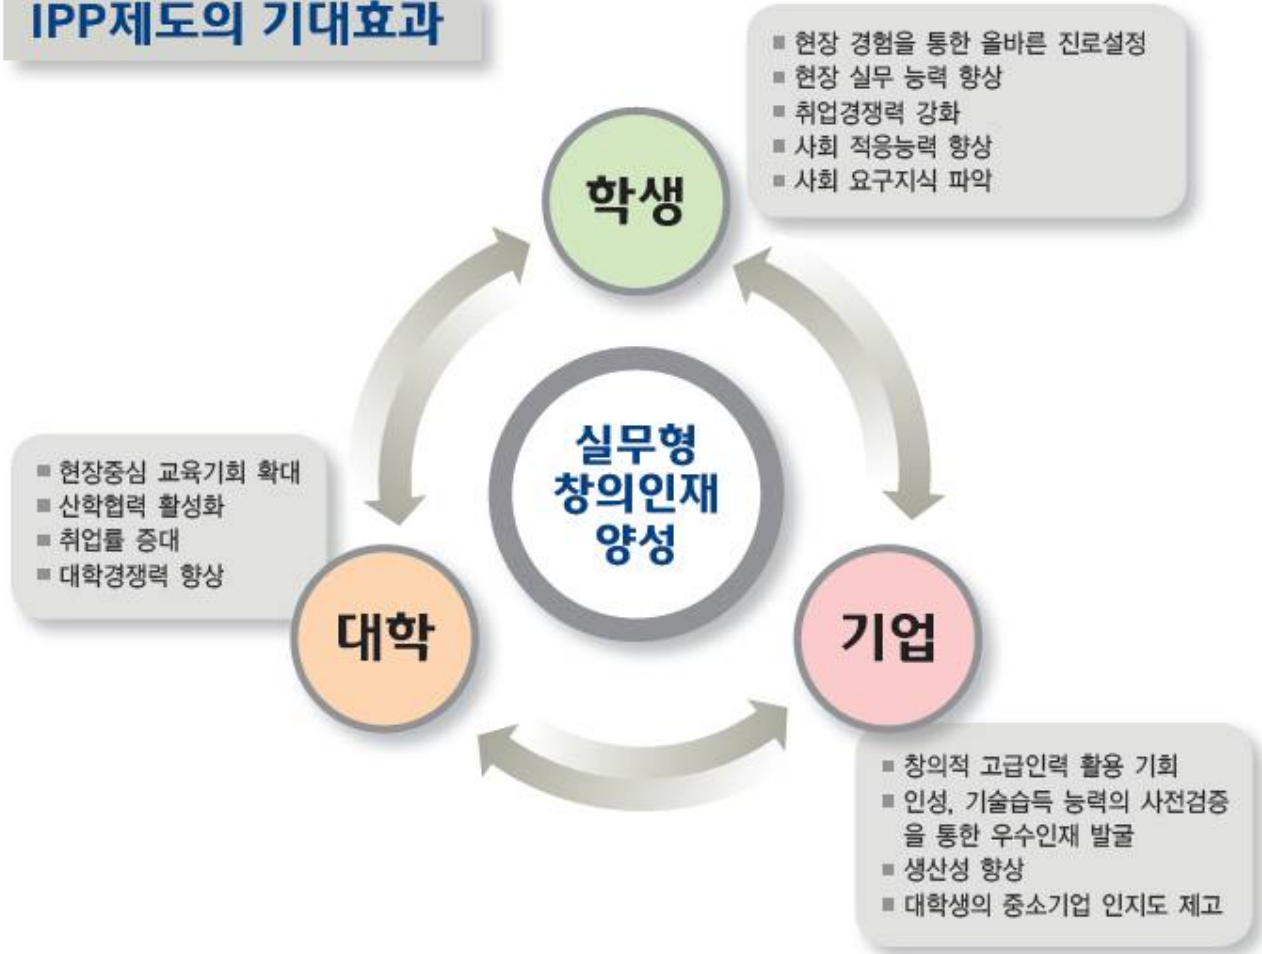 IPP제도의 기대효과
■ 현장 경험을 통한 올바른 진로설정
■ 현장 실무 능력 향상
■ 취업경쟁력 강화
■ 사회 적응능력 향상
■ 사회 요구지식 파악
학생
실무형
창의인재
양성
■ 현장중심 교육기회 확대
■ 산학협력 활성화
■ 취업률 증대
■ 대학경쟁력 향상
대학
기업
■ 창의적 고급인력 활용 기회
■ 인성, 기술습득 능력의 사전검증
을 통한 우수인재 발굴
■ 생산성 향상
■ 대학생의 중소기업 인지도 제고